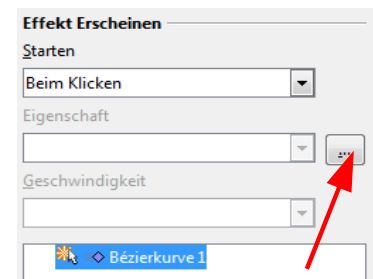 Effekt Erscheinen
Starten
Beim Klicken
Eigenschaft
...
Geschwindigkeit
Bézierkurve 1